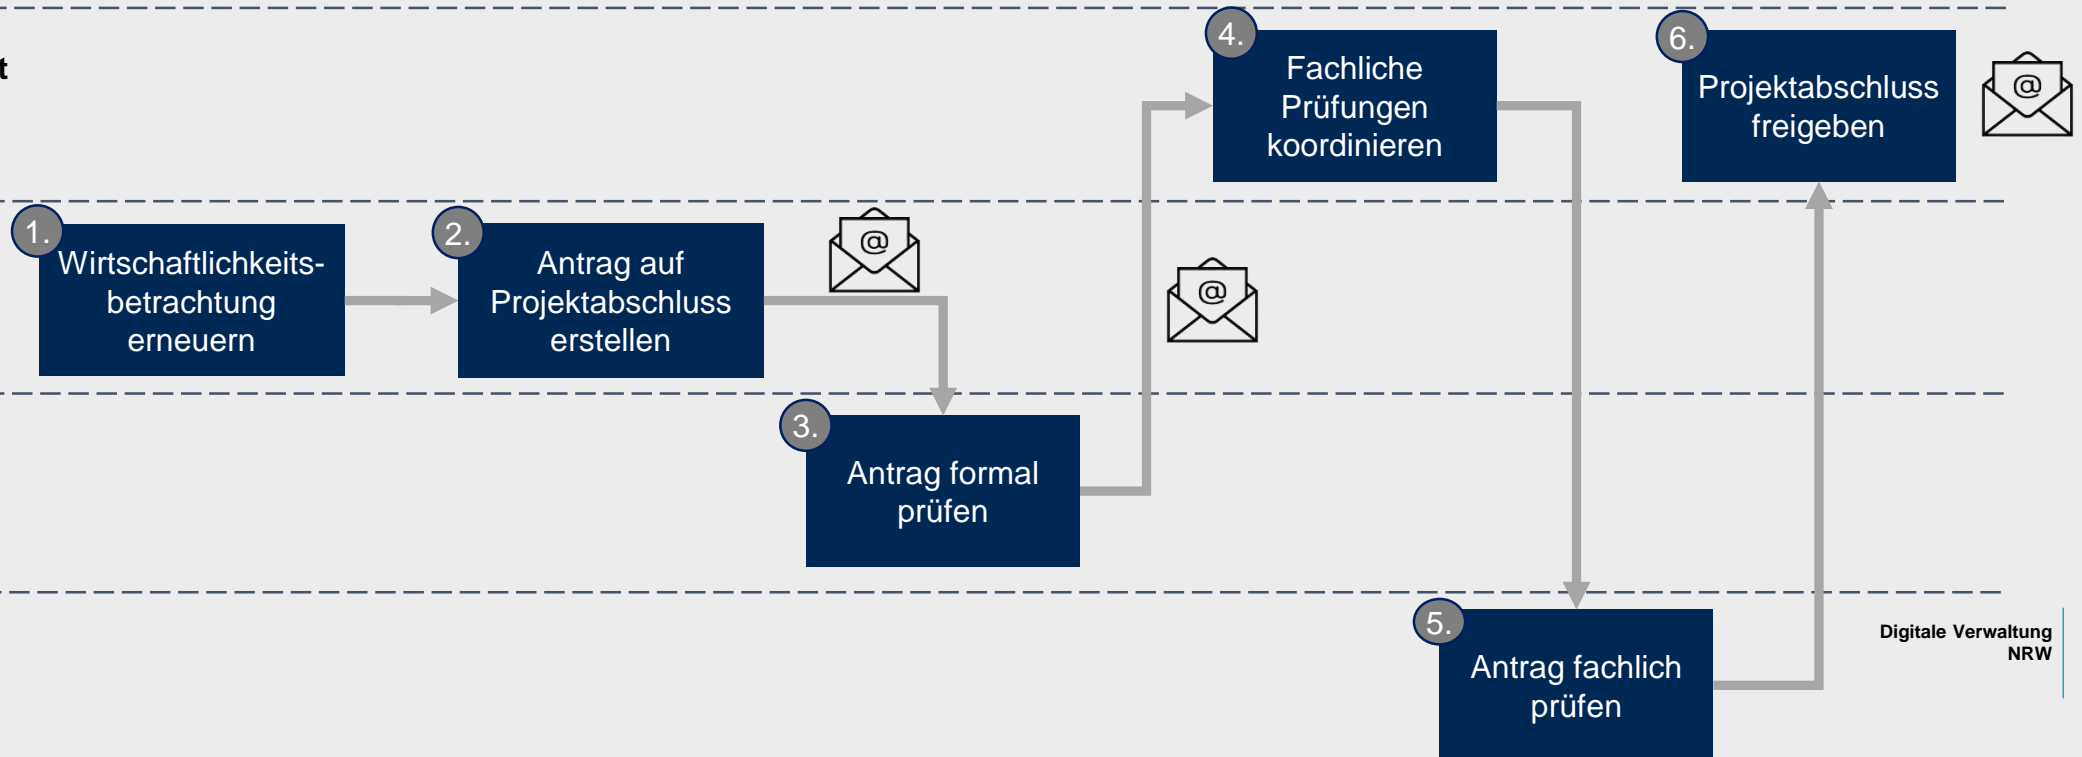 t
1.
Wirtschaftlichkeits-
betrachtung
erneuern
2.
Antrag auf
Projektabschluss
erstellen
@
3.
Antrag formal
prüfen
@
4.
Fachliche
Prüfungen
koordinieren
5.
Antrag fachlich
prüfen
6.
Projektabschluss
freigeben
@
Digitale Verwaltung
NRW